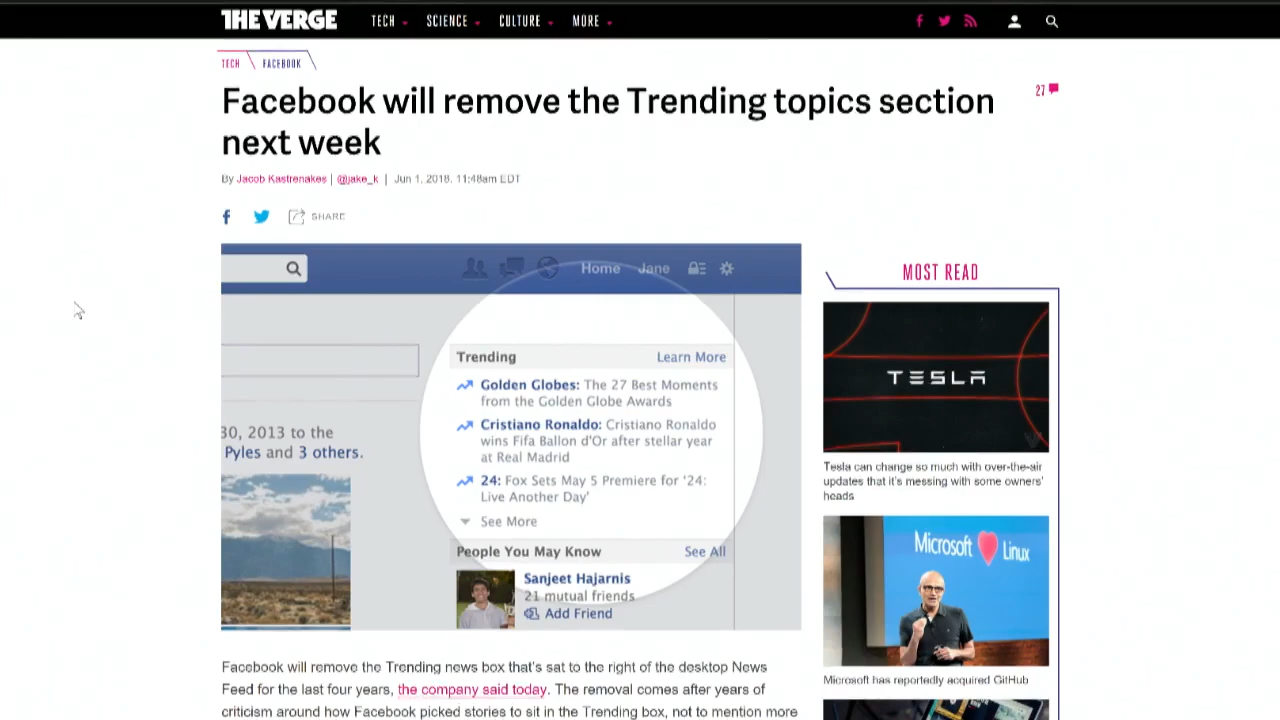 THE VERGE
TECH
SCIENCE
CULTURE
MORE
TECH
FACEBOOK
Facebook will remove the Trending topics section
next week
27
By Jacob Kastrenakes | @jake_k | Jun 1, 2018, 11:48am EDT
SHARE
Home
Jane
Trending
Learn More
Golden Globes: The 27 Best Moments
from the Golden Globe Awards
Cristiano Ronaldo: Cristiano Ronaldo
wins Fifa Ballon d'Or after stellar year
at Real Madrid
24: Fox Sets May 5 Premiere for '24:
Live Another Day'
See More
People You May Know
See All
Sanjeet Hajarnis
21 mutual friends
Add Friend
30, 2013 to the
Pyles and 3 others.
MOST READ
TESLA
Tesla can change so much with over-the-air
updates that it's messing with some owners'
heads
Microsoft Linux
Microsoft has reportedly acquired GitHub
Facebook will remove the Trending news box that's sat to the right of the desktop News
Feed for the last four years, the company said today. The removal comes after years of
criticism around how Facebook picked stories to sit in the Trending box, not to mention more